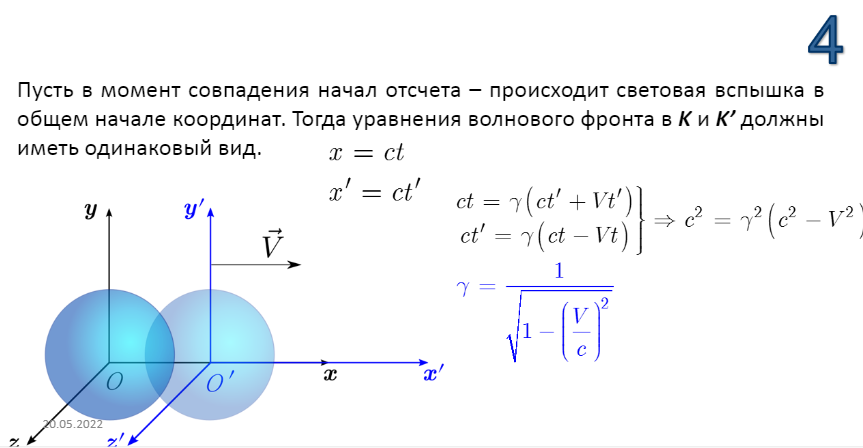 4
Пусть в момент совпадения начал отсчета – происходит световая вспышка в
общем начале координат. Тогда уравнения волнового фронта в K и K' должны
иметь одинаковый вид.
x = ct
x' = ct'
ct = γ(ct' + Vt')
ct' = γ(ct − Vt)
} ⇒ c² = γ²(c² − V²)
γ = 1 / √(1 − (V/c)²)
y
y'
V⃗
O
O'
x
x'
z
z'
20.05.2022